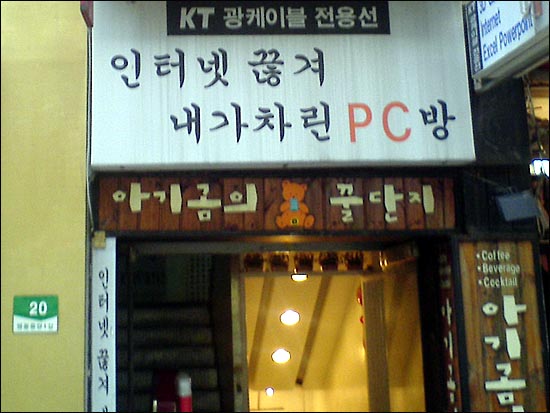 KT 광케이블 전용선
인터넷 끊겨
내가차린 PC방
Internet
Excel Powerpoint
아기곰의 꿀단지
인터넷 끊겨
20
• Coffee
• Beverage
• Cocktail
아기곰